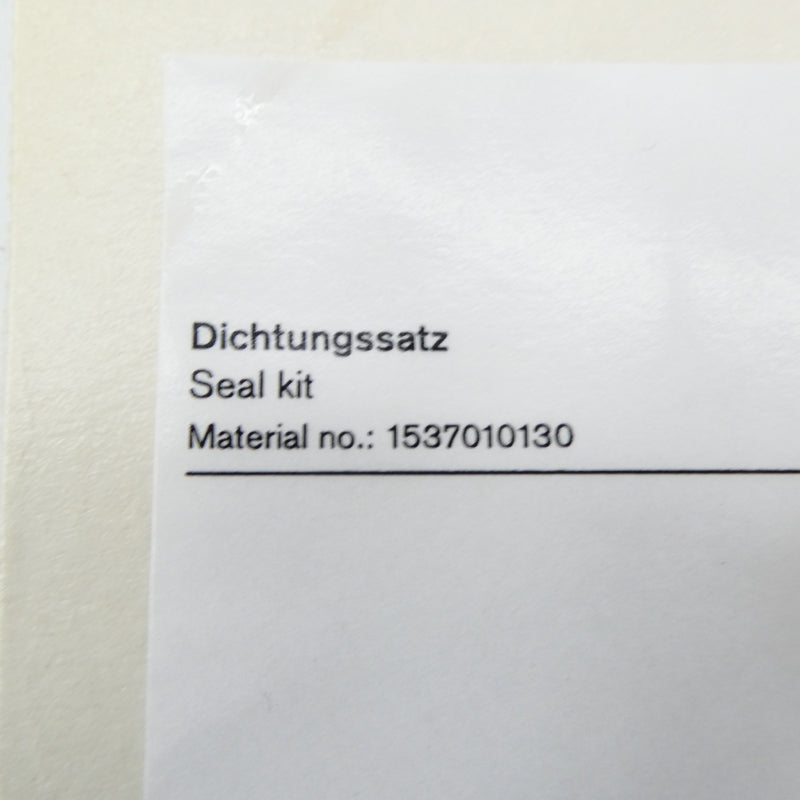 Dichtungssatz
Seal kit
Material no.: 1537010130